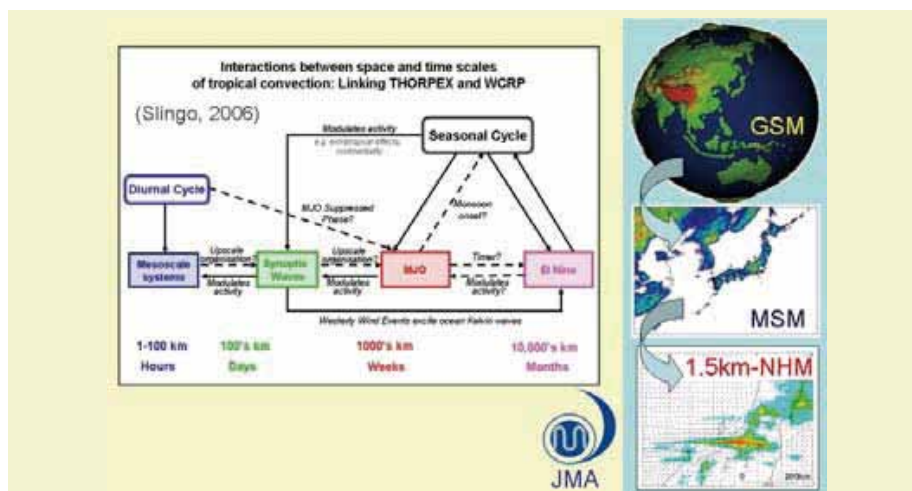 Interactions between space and time scales
of tropical convection: Linking THORPEX and WCRP
(Slingo, 2006)
Modulates activity
Seasonal Cycle
Diurnal Cycle
MJO Suppressed
Phase?
Monsoon
onset?
Mesoscale
systems
Upscale
organisation?
Modulates
activity
Synoptic
Waves
Upscale
organisation?
Modulates
activity
MJO
Timer?
Modulates
activity?
El Nino
Westerly Wind Events excite ocean Kelvin waves
1-100 km
Hours
100's km
Days
1000's km
Weeks
10,000's km
Months
JMA
GSM
MSM
1.5km-NHM
0